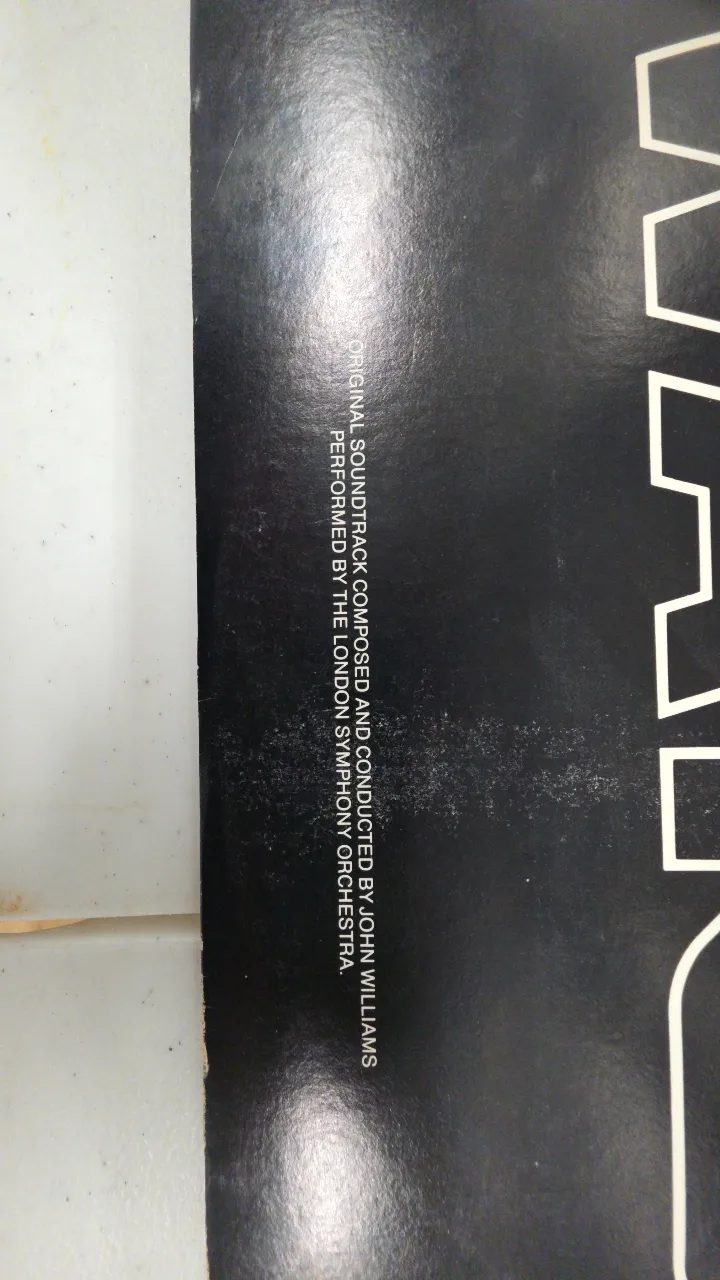 ORIGINAL SOUNDTRACK COMPOSED AND CONDUCTED BY JOHN WILLIAMS
PERFORMED BY THE LONDON SYMPHONY ORCHESTRA.